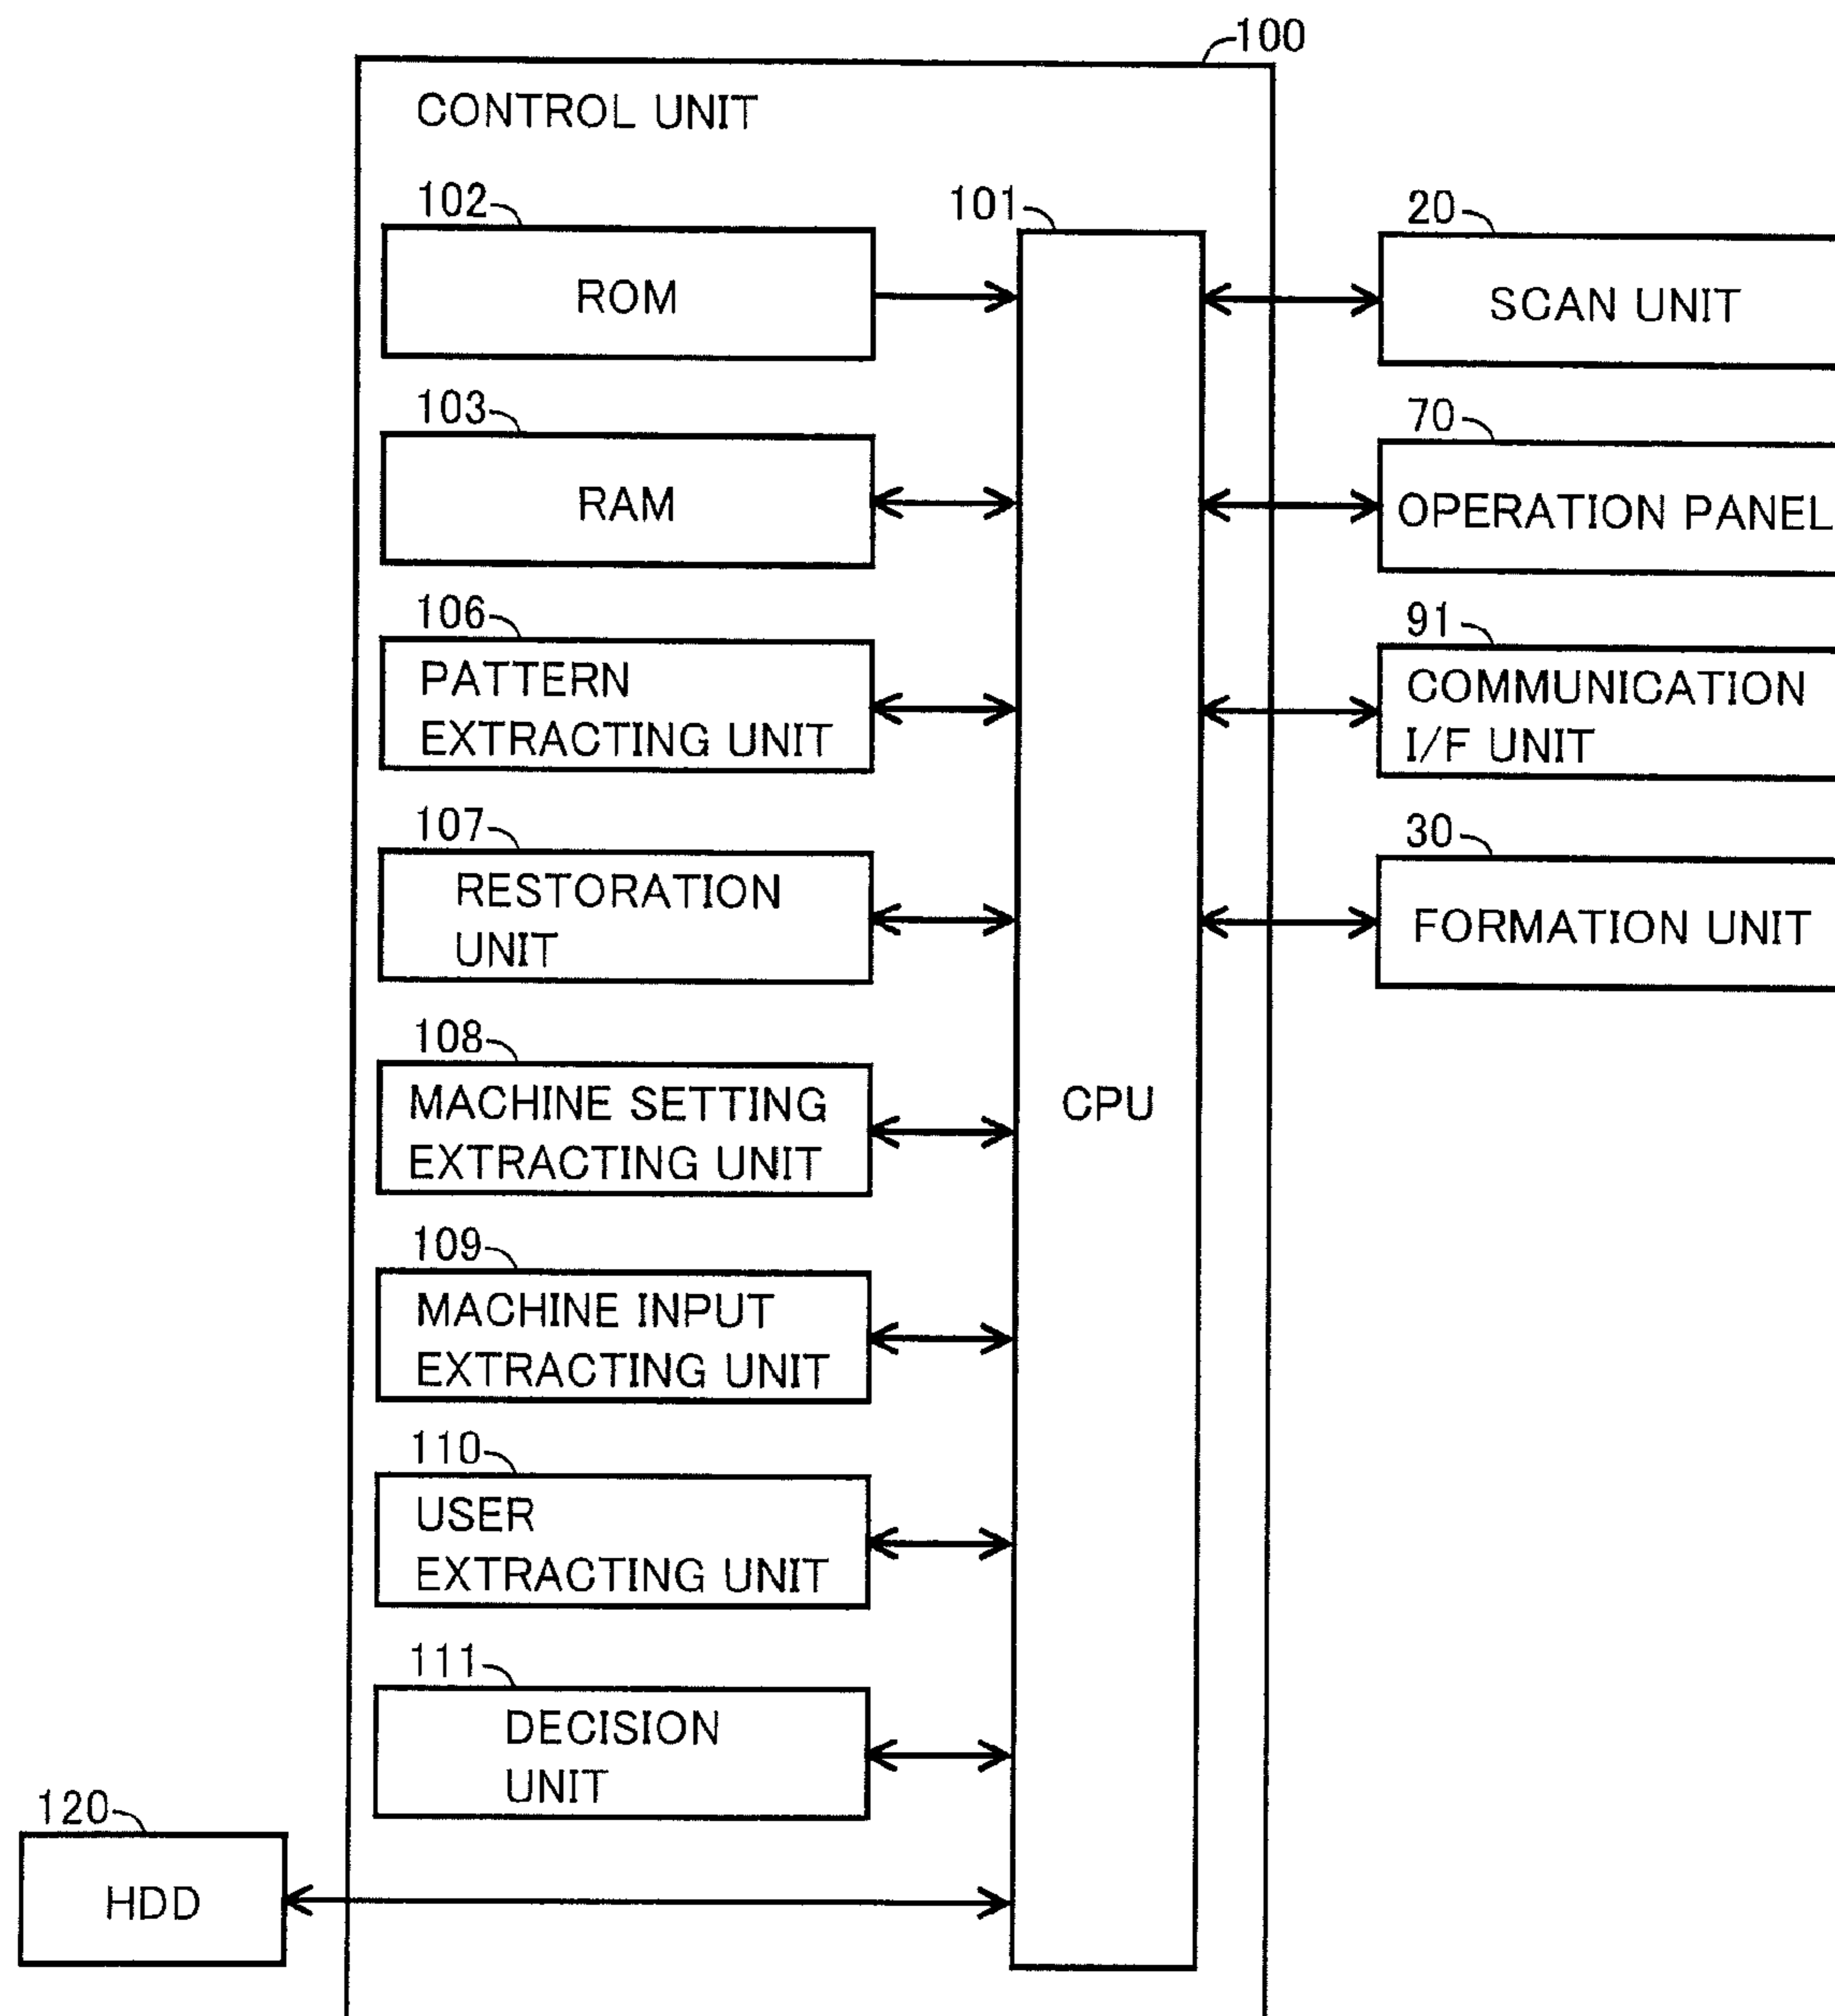 100
CONTROL UNIT
102
ROM
103
RAM
106
PATTERN
EXTRACTING UNIT
107
RESTORATION
UNIT
108
MACHINE SETTING
EXTRACTING UNIT
109
MACHINE INPUT
EXTRACTING UNIT
110
USER
EXTRACTING UNIT
111
DECISION
UNIT
120
HDD
101
CPU
20
SCAN UNIT
70
OPERATION PANEL
91
COMMUNICATION
I/F UNIT
30
FORMATION UNIT